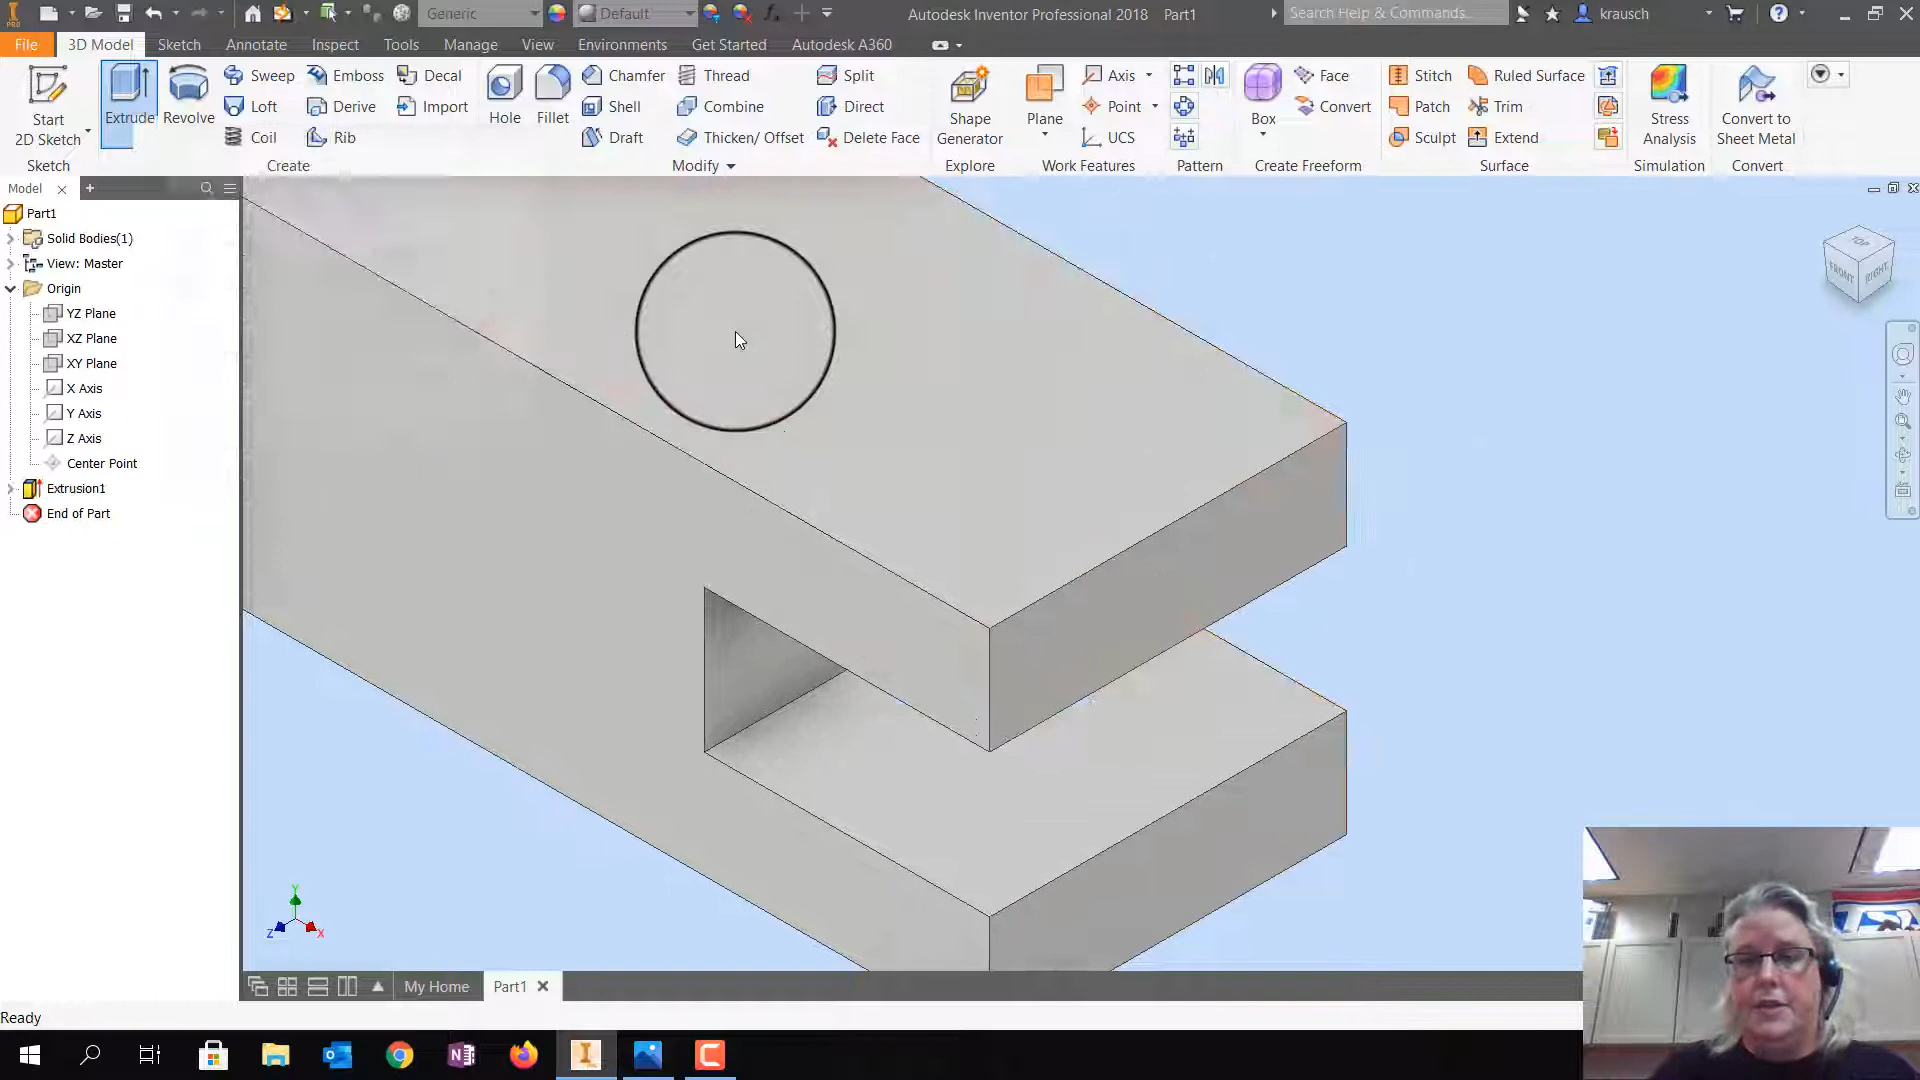 Generic
Default
Autodesk Inventor Professional 2018 Part1
Search Help & Commands...
krausch
PRO
File
3D Model
Sketch
Annotate
Inspect
Tools
Manage
View
Environments
Get Started
Autodesk A360
Start
2D Sketch
Extrude
Revolve
Sweep
Loft
Coil
Emboss
Derive
Rib
Decal
Import
Hole
Fillet
Chamfer
Shell
Draft
Thread
Combine
Thicken/ Offset
Split
Direct
Delete Face
Shape
Generator
Plane
Axis
Point
UCS
Box
Face
Convert
Stitch
Patch
Sculpt
Ruled Surface
Trim
Extend
Stress
Analysis
Convert to
Sheet Metal
Sketch
Create
Modify
Explore
Work Features
Pattern
Create Freeform
Surface
Simulation
Convert
Model
Part1
Solid Bodies(1)
View: Master
Origin
YZ Plane
XZ Plane
XY Plane
X Axis
Y Axis
Z Axis
Center Point
Extrusion1
End of Part
TOP
FRONT
RIGHT
Y
Z
X
My Home
Part1
Ready